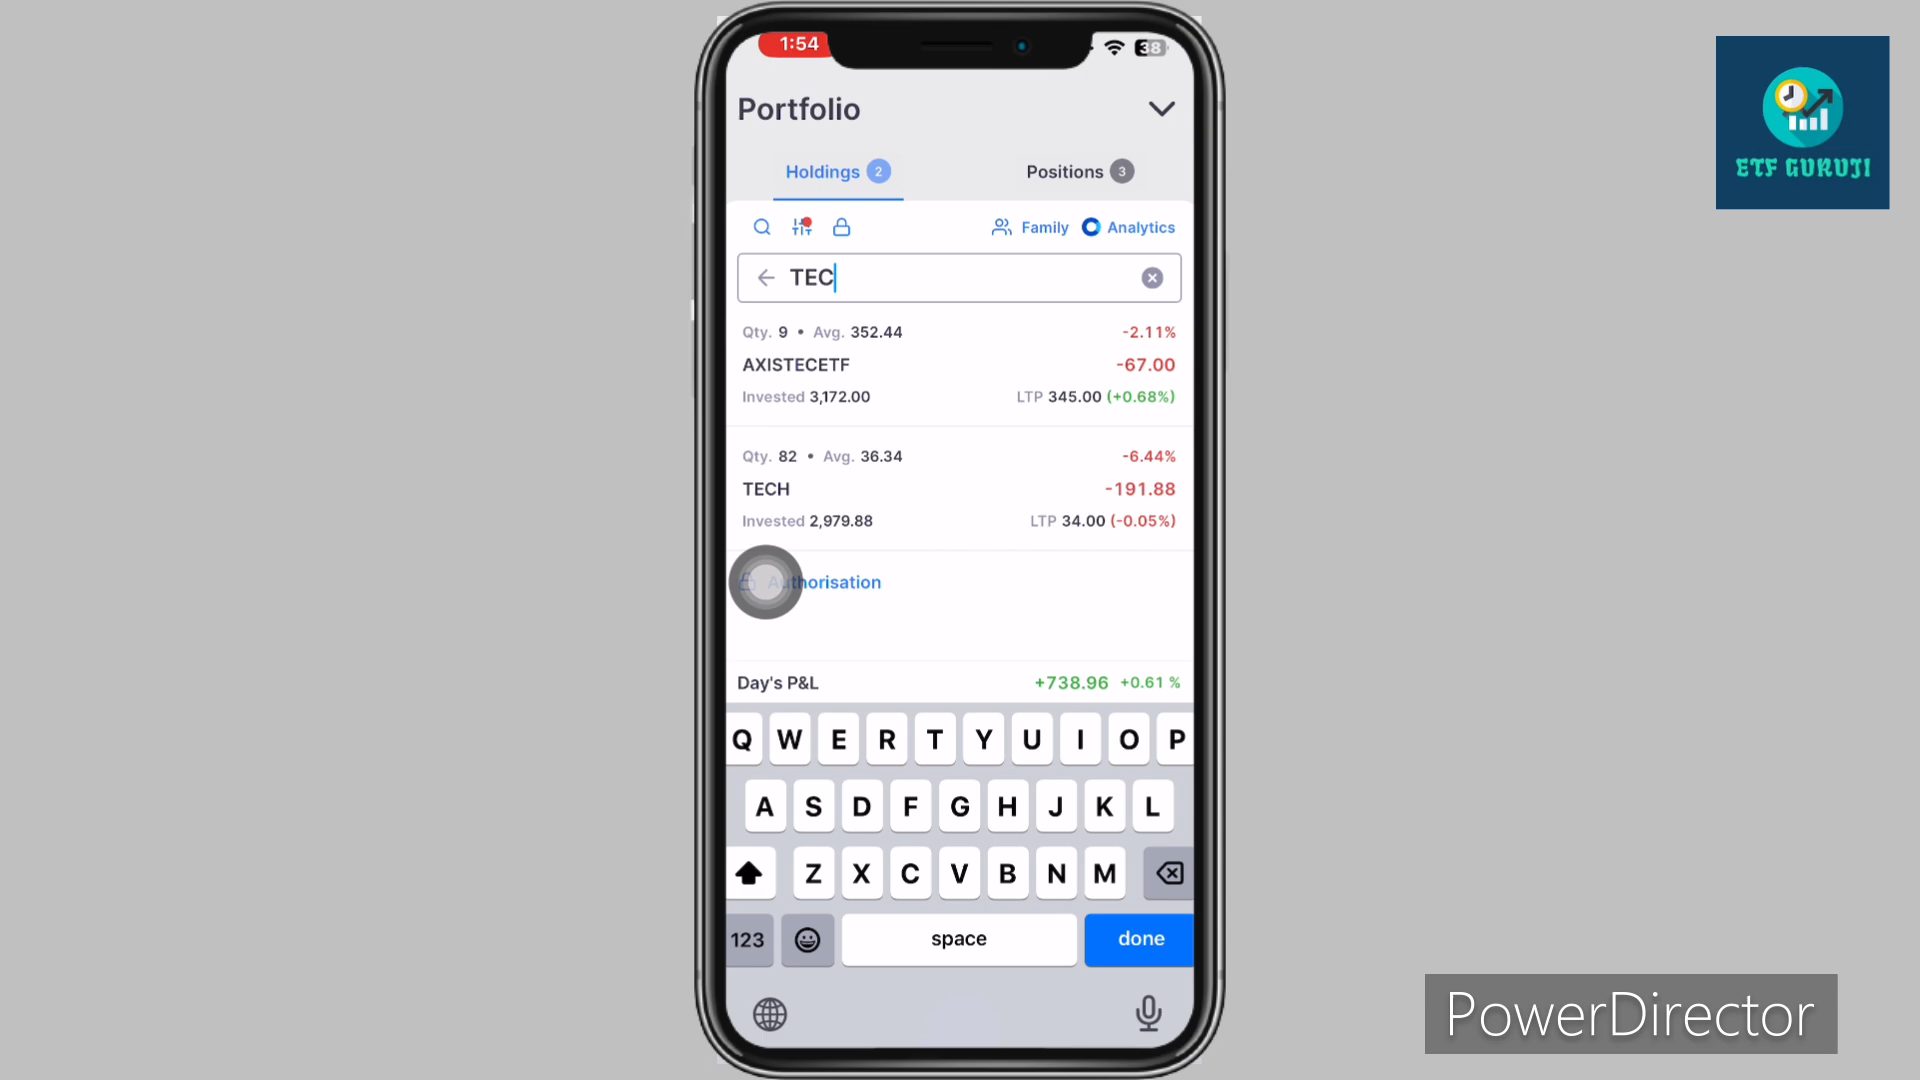 1:54
38
Portfolio
Holdings 2
Positions 3
Family
Analytics
TEC
Qty. 9 • Avg. 352.44
-2.11%
AXISTECETF
-67.00
Invested 3,172.00
LTP 345.00 (+0.68%)
Qty. 82 • Avg. 36.34
-6.44%
TECH
-191.88
Invested 2,979.88
LTP 34.00 (-0.05%)
Authorisation
Day's P&L
+738.96 +0.61 %
Q W E R T Y U I O P
A S D F G H J K L
Z X C V B N M
123
space
done
ETF GURUJI
PowerDirector